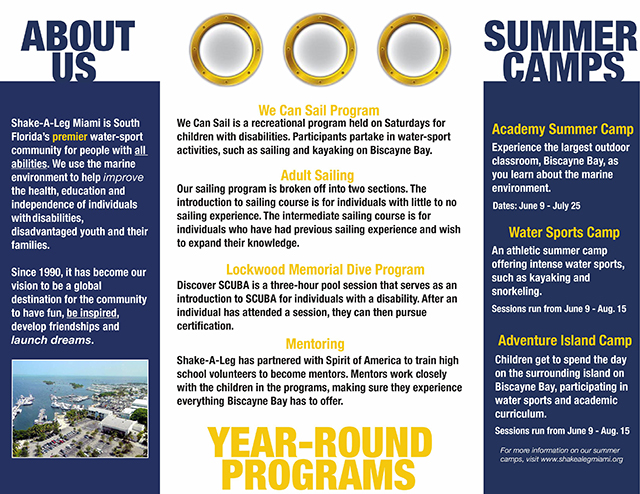 ABOUT
US
Shake-A-Leg Miami is South
Florida's premier water-sport
community for people with all
abilities. We use the marine
environment to help improve
the health, education and
independence of individuals
withdisabilities,
disadvantaged youth and their
families.
Since 1990, it has become our
vision to be a global
destination for the community
to have fun, be inspired,
develop friendships and
launch dreams.
We Can Sail Program
We Can Sail is a recreational program held on Saturdays for
children with disabilities. Participants partake in water-sport
activities, such as sailing and kayaking on Biscayne Bay.
Adult Sailing
Our sailing program is broken off into two sections. The
introduction to sailing course is for individuals with little to no
sailing experience. The intermediate sailing course is for
individuals who have had previous sailing experience and wish
to expand their knowledge.
Lockwood Memorial Dive Program
Discover SCUBA is a three-hour pool session that serves as an
introduction to SCUBA for individuals with a disability. After an
individual has attended a session, they can then pursue
certification.
Mentoring
Shake-A-Leg has partnered with Spirit of America to train high
school volunteers to become mentors. Mentors work closely
with the children in the programs, making sure they experience
everything Biscayne Bay has to offer.
YEAR-ROUND
PROGRAMS
SUMMER
CAMPS
Academy Summer Camp
Experience the largest outdoor
classroom, Biscayne Bay, as
you learn about the marine
environment.
Dates: June 9 - July 25
Water Sports Camp
An athletic summer camp
offering intense water sports,
such as kayaking and
snorkeling.
Sessions run from June 9 - Aug. 15
Adventure Island Camp
Children get to spend the day
on the surrounding island on
Biscayne Bay, participating in
water sports and academic
curriculum.
Sessions run from June 9 - Aug. 15
For more information on our summer
camps, visit www.shakealegmiami.org